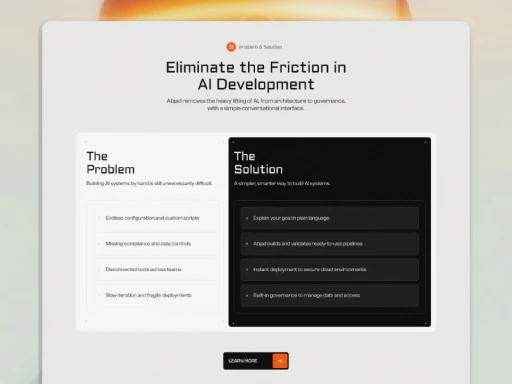 Problem & Solution
Eliminate the Friction in
AI Development
Abjad removes the heavy lifting of AI, from architecture to governance,
with a simple conversational interface.
The
Problem
Building AI systems by hand is still unnecessarily difficult.
Endless configuration and custom scripts
Missing compliance and data controls
Disconnected tools across teams
Slow iteration and fragile deployments
The
Solution
A simpler, smarter way to build AI systems.
Explain your goal in plain language
Abjad builds and validates ready-to-use pipelines
Instant deployment to secure cloud environments
Built-in governance to manage data and access
LEARN MORE